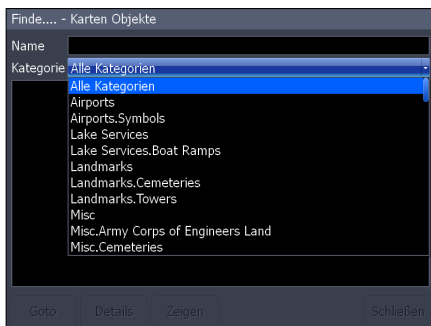 Finde.... - Karten Objekte
Name
Kategorie Alle Kategorien
Alle Kategorien
Airports
Airports.Symbols
Lake Services
Lake Services.Boat Ramps
Landmarks
Landmarks.Cemeteries
Landmarks.Towers
Misc
Misc.Army Corps of Engineers Land
Misc.Cemeteries
Goto Details Zeigen Schließen